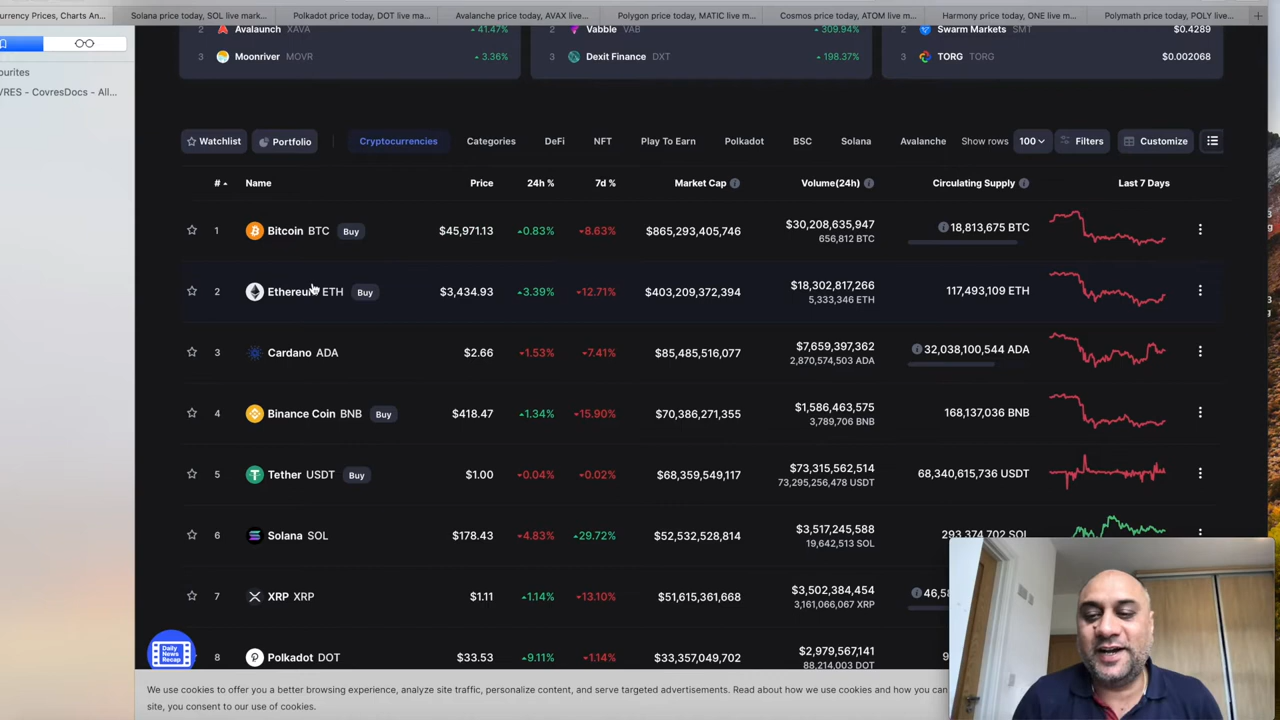 urrency Prices, Charts An...
Solana price today, SOL live mark...
Polkadot price today, DOT live ma...
Avalanche price today, AVAX live...
Polygon price today, MATIC live m...
Cosmos price today, ATOM live m...
Harmony price today, ONE live m...
Polymath price today, POLY live...
ourites
VRES - CovresDocs - All...
2 Avalaunch XAVA 41.47%
2 Vabble VAB 309.94%
2 Swarm Markets SMT $0.4289
3 Moonriver MOVR 3.36%
3 Dexit Finance DXT 198.37%
3 TORG TORG $0.002068
Watchlist Portfolio Cryptocurrencies Categories DeFi NFT Play To Earn Polkadot BSC Solana Avalanche Show rows 100 Filters Customize
# Name Price 24h % 7d % Market Cap Volume(24h) Circulating Supply Last 7 Days
1 Bitcoin BTC Buy $45,971.13 0.83% 8.63% $865,293,405,746 $30,208,635,947 18,813,675 BTC
656,812 BTC
2 Ethereum ETH Buy $3,434.93 3.39% 12.71% $403,209,372,394 $18,302,817,266 117,493,109 ETH
5,333,346 ETH
3 Cardano ADA $2.66 1.53% 7.41% $85,485,516,077 $7,659,397,362 32,038,100,544 ADA
2,870,574,503 ADA
4 Binance Coin BNB Buy $418.47 1.34% 15.90% $70,386,271,355 $1,586,463,575 168,137,036 BNB
3,789,706 BNB
5 Tether USDT Buy $1.00 0.04% 0.02% $68,359,549,117 $73,315,562,514 68,340,615,736 USDT
73,295,256,478 USDT
6 Solana SOL $178.43 4.83% 29.72% $52,532,528,814 $3,517,245,588 293,374,702 SOL
19,642,513 SOL
7 XRP XRP $1.11 1.14% 13.10% $51,615,361,668 $3,502,384,454 46,58
3,161,066,067 XRP
8 Polkadot DOT $33.53 9.11% 1.14% $33,357,049,702 $2,979,567,141 9
88,214,003 DOT
Daily
News
Recap
We use cookies to offer you a better browsing experience, analyze site traffic, personalize content, and serve targeted advertisements. Read about how we use cookies and how you can
site, you consent to our use of cookies.